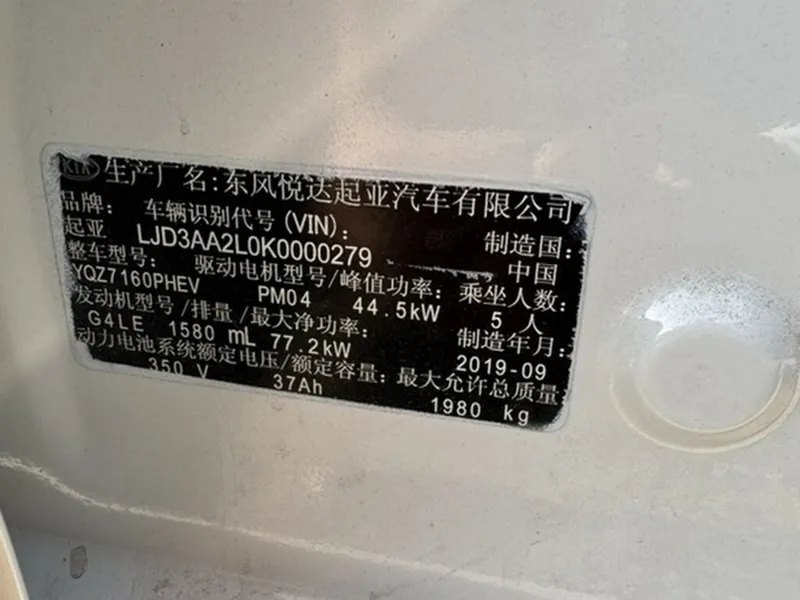 KIA 生产厂名:东风悦达起亚汽车有限公司
品牌: 车辆识别代号(VIN): 制造国:
起亚 LJD3AA2L0K0000279 中国
整车型号: 驱动电机型号/峰值功率: 乘坐人数:
YQZ7160PHEV PM04 44.5kW 5 人
发动机型号/排量/最大净功率: 制造年月:
G4LE 1580 mL 77.2kW 2019-09
动力电池系统额定电压/额定容量: 最大允许总质量:
350 V 37Ah 1980 kg